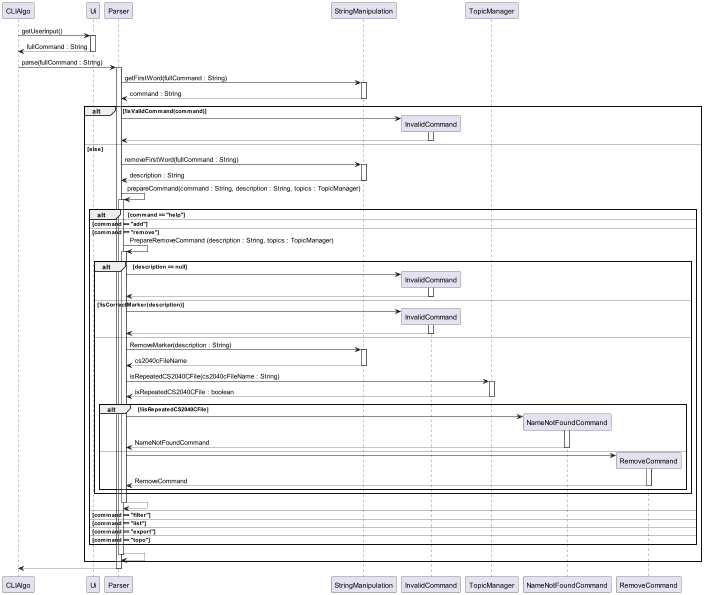 CLIAlgo Ui Parser StringManipulation TopicManager
getUserInput()
fullCommand : String
parse(fullCommand : String)
getFirstWord(fullCommand : String)
command : String
alt [!isValidCommand(command)]
InvalidCommand
[else]
removeFirstWord(fullCommand : String)
description : String
prepareCommand(command : String, description : String, topics : TopicManager)
alt [command == "help"]
[command == "add"]
[command == "remove"]
PrepareRemoveCommand (description : String, topics : TopicManager)
alt [description == null]
InvalidCommand
[!isCorrectMarker(description)]
InvalidCommand
RemoveMarker(description : String)
cs2040cFileName
isRepeatedCS2040CFile(cs2040cFileName : String)
isRepeatedCS2040CFile : boolean
alt [!isRepeatedCS2040CFile]
NameNotFoundCommand
NameNotFoundCommand
RemoveCommand
RemoveCommand
[command == "filter"]
[command == "list"]
[command == "export"]
[command == "topo"]
CLIAlgo Ui Parser StringManipulation InvalidCommand TopicManager NameNotFoundCommand RemoveCommand